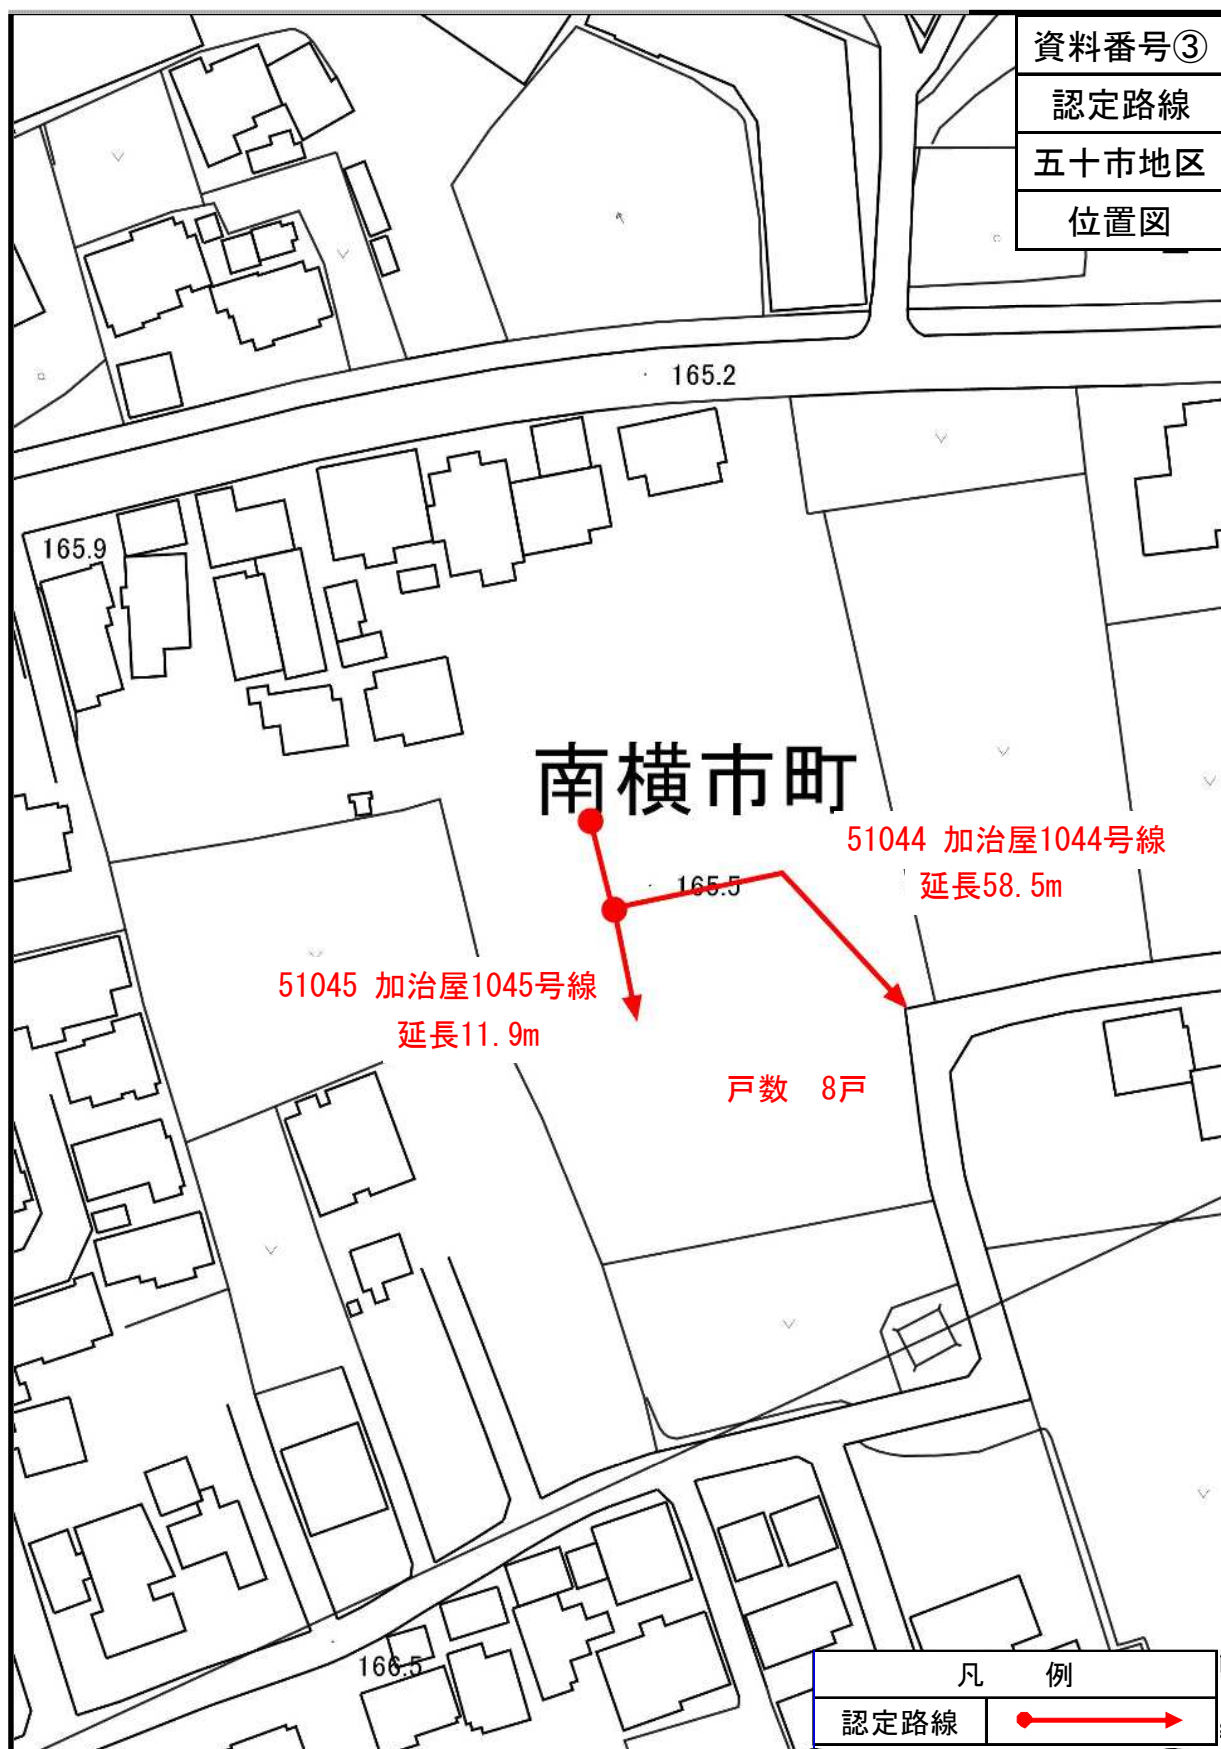 資料番号③
認定路線
五十市地区
位置図
165.2
165.9
南横市町
51044 加治屋1044号線
延長58.5m
165.5
51045 加治屋1045号線
延長11.9m
戸数　8戸
166.5
凡　例
認定路線